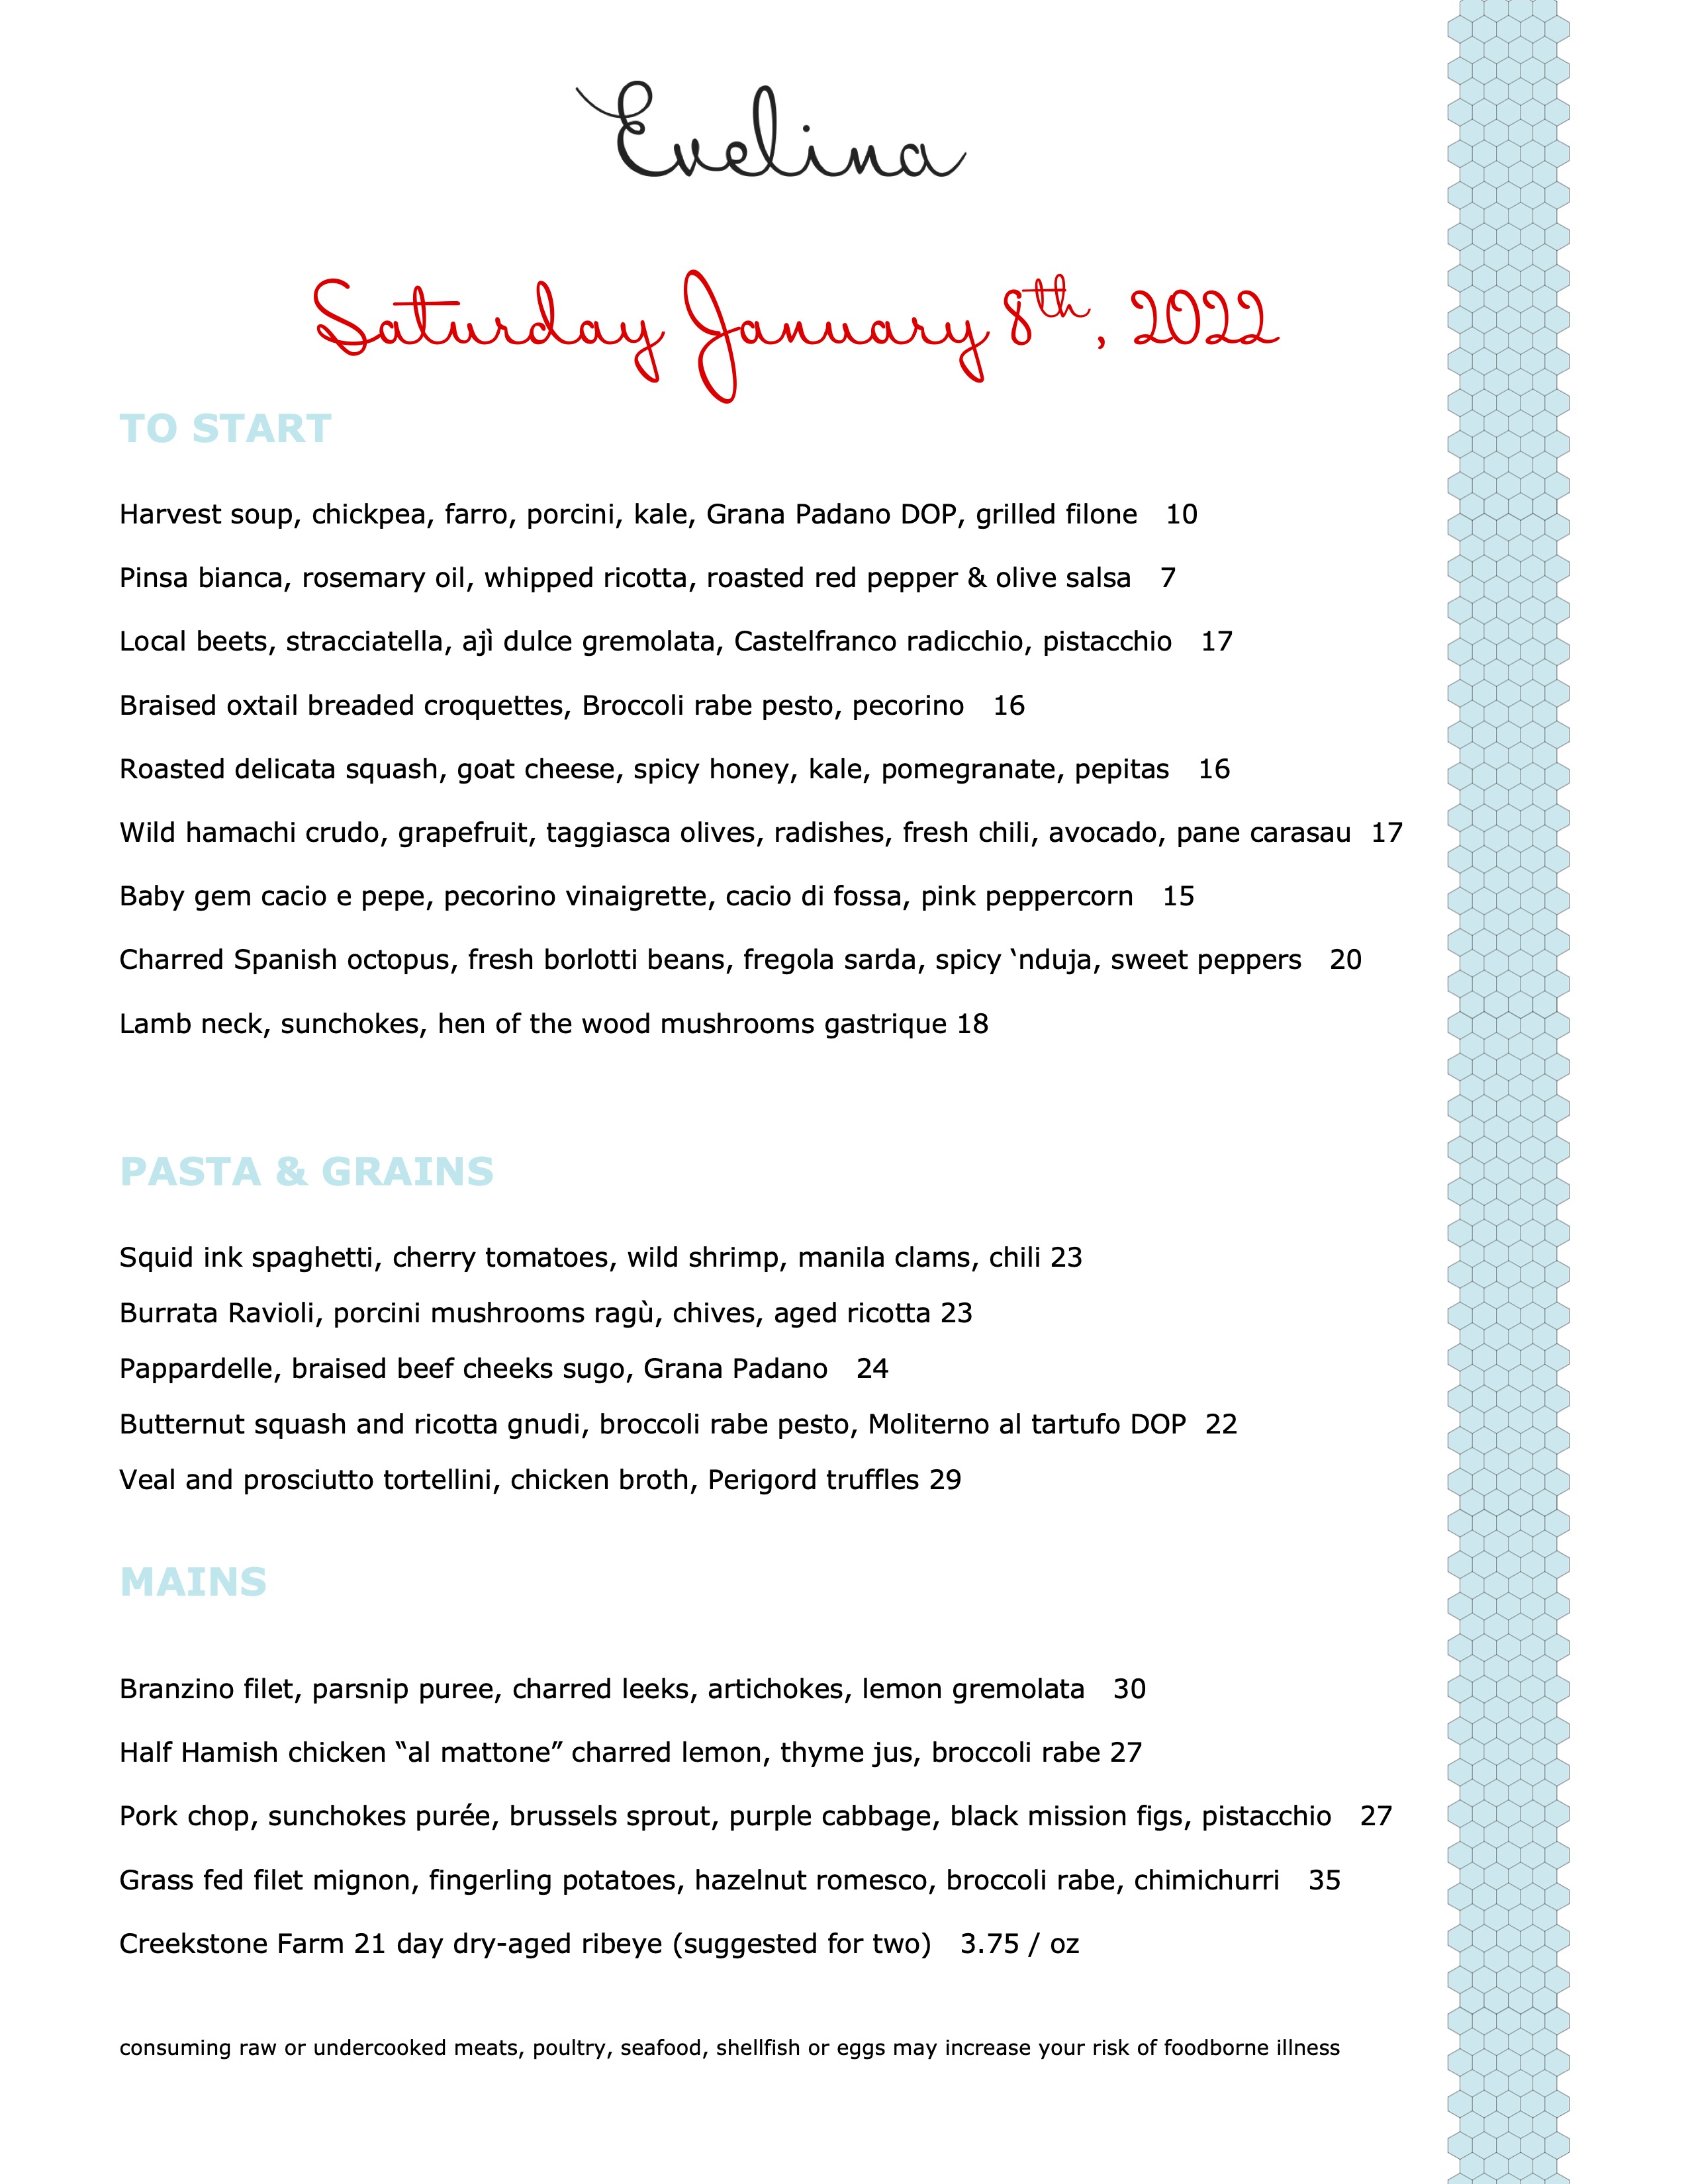 Evelina
Saturday January 8th, 2022
TO START
Harvest soup, chickpea, farro, porcini, kale, Grana Padano DOP, grilled filone 10
Pinsa bianca, rosemary oil, whipped ricotta, roasted red pepper & olive salsa 7
Local beets, stracciatella, ajì dulce gremolata, Castelfranco radicchio, pistacchio 17
Braised oxtail breaded croquettes, Broccoli rabe pesto, pecorino 16
Roasted delicata squash, goat cheese, spicy honey, kale, pomegranate, pepitas 16
Wild hamachi crudo, grapefruit, taggiasca olives, radishes, fresh chili, avocado, pane carasau 17
Baby gem cacio e pepe, pecorino vinaigrette, cacio di fossa, pink peppercorn 15
Charred Spanish octopus, fresh borlotti beans, fregola sarda, spicy ‘nduja, sweet peppers 20
Lamb neck, sunchokes, hen of the wood mushrooms gastrique 18
PASTA & GRAINS
Squid ink spaghetti, cherry tomatoes, wild shrimp, manila clams, chili 23
Burrata Ravioli, porcini mushrooms ragù, chives, aged ricotta 23
Pappardelle, braised beef cheeks sugo, Grana Padano 24
Butternut squash and ricotta gnudi, broccoli rabe pesto, Moliterno al tartufo DOP 22
Veal and prosciutto tortellini, chicken broth, Perigord truffles 29
MAINS
Branzino filet, parsnip puree, charred leeks, artichokes, lemon gremolata 30
Half Hamish chicken “al mattone” charred lemon, thyme jus, broccoli rabe 27
Pork chop, sunchokes purée, brussels sprout, purple cabbage, black mission figs, pistacchio 27
Grass fed filet mignon, fingerling potatoes, hazelnut romesco, broccoli rabe, chimichurri 35
Creekstone Farm 21 day dry-aged ribeye (suggested for two) 3.75 / oz
consuming raw or undercooked meats, poultry, seafood, shellfish or eggs may increase your risk of foodborne illness